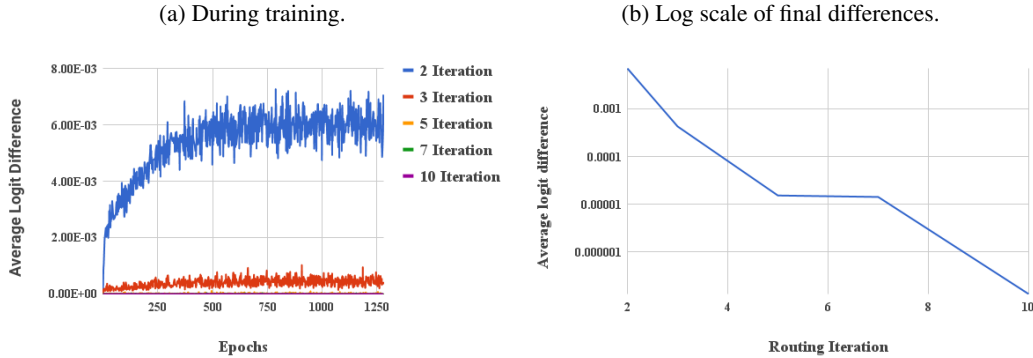 (a) During training.
8.00E-03
6.00E-03
4.00E-03
2.00E-03
0.00E+00
250
500
750
1000
1250
Average Logit Difference
Epochs
2 Iteration
3 Iteration
5 Iteration
7 Iteration
10 Iteration
(b) Log scale of final differences.
0.001
0.0001
0.00001
0.000001
2
4
6
8
10
Average logit difference
Routing Iteration